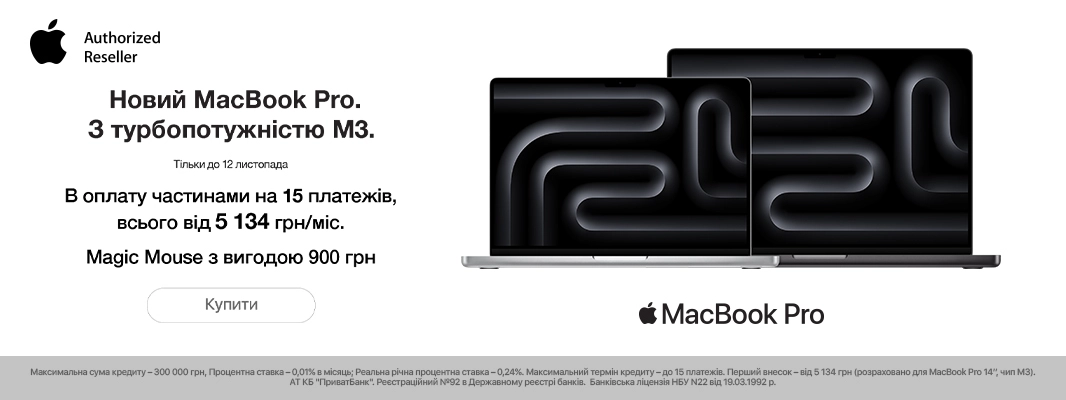 Authorized
Reseller
Новий MacBook Pro.
З турбопотужністю M3.
Тільки до 12 листопада
В оплату частинами на 15 платежів,
всього від 5 134 грн/міс.
Magic Mouse з вигодою 900 грн
Купити
MacBook Pro
Максимальна сума кредиту – 300 000 грн, Процентна ставка – 0,01% в місяць; Реальна річна процентна ставка – 0,24%. Максимальний термін кредиту – до 15 платежів. Перший внесок – від 5 134 грн (розраховано для MacBook Pro 14’’, чип M3).
АТ КБ "ПриватБанк". Реєстраційний №92 в Державному реєстрі банків. Банківська ліцензія НБУ N22 від 19.03.1992 р.